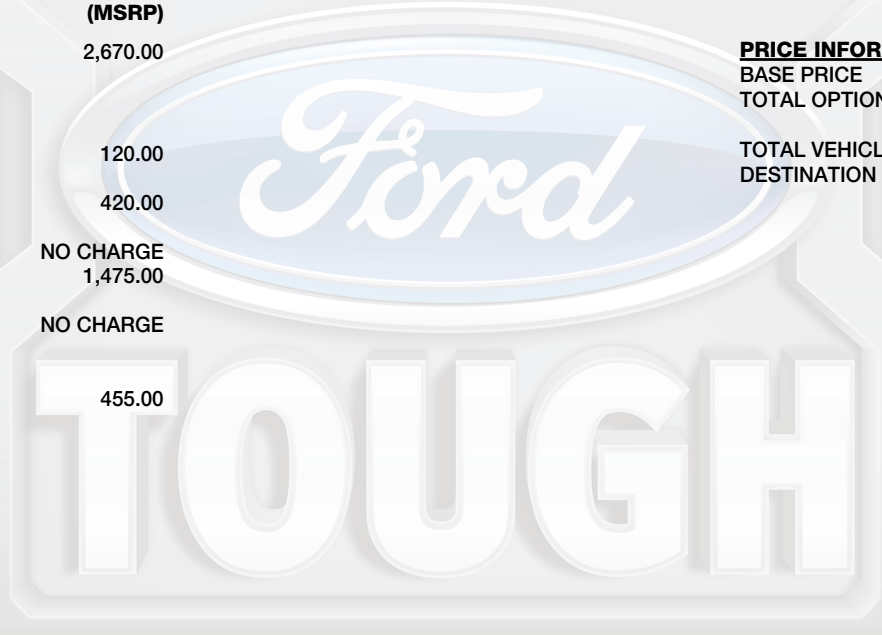 (MSRP)
2,670.00
120.00
420.00
NO CHARGE
1,475.00
NO CHARGE
455.00
PRICE INFOR
BASE PRICE
TOTAL OPTION
TOTAL VEHICL
DESTINATION
Ford
TOUGH